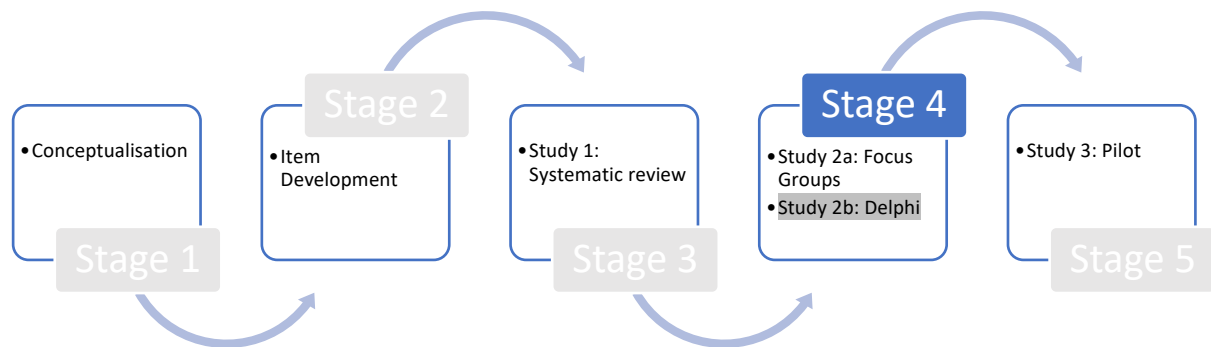 •Conceptualisation
Stage 1
Stage 2
•Item
Development
•Study 1:
Systematic review
Stage 3
Stage 4
•Study 2a: Focus
Groups
•Study 2b: Delphi
•Study 3: Pilot
Stage 5